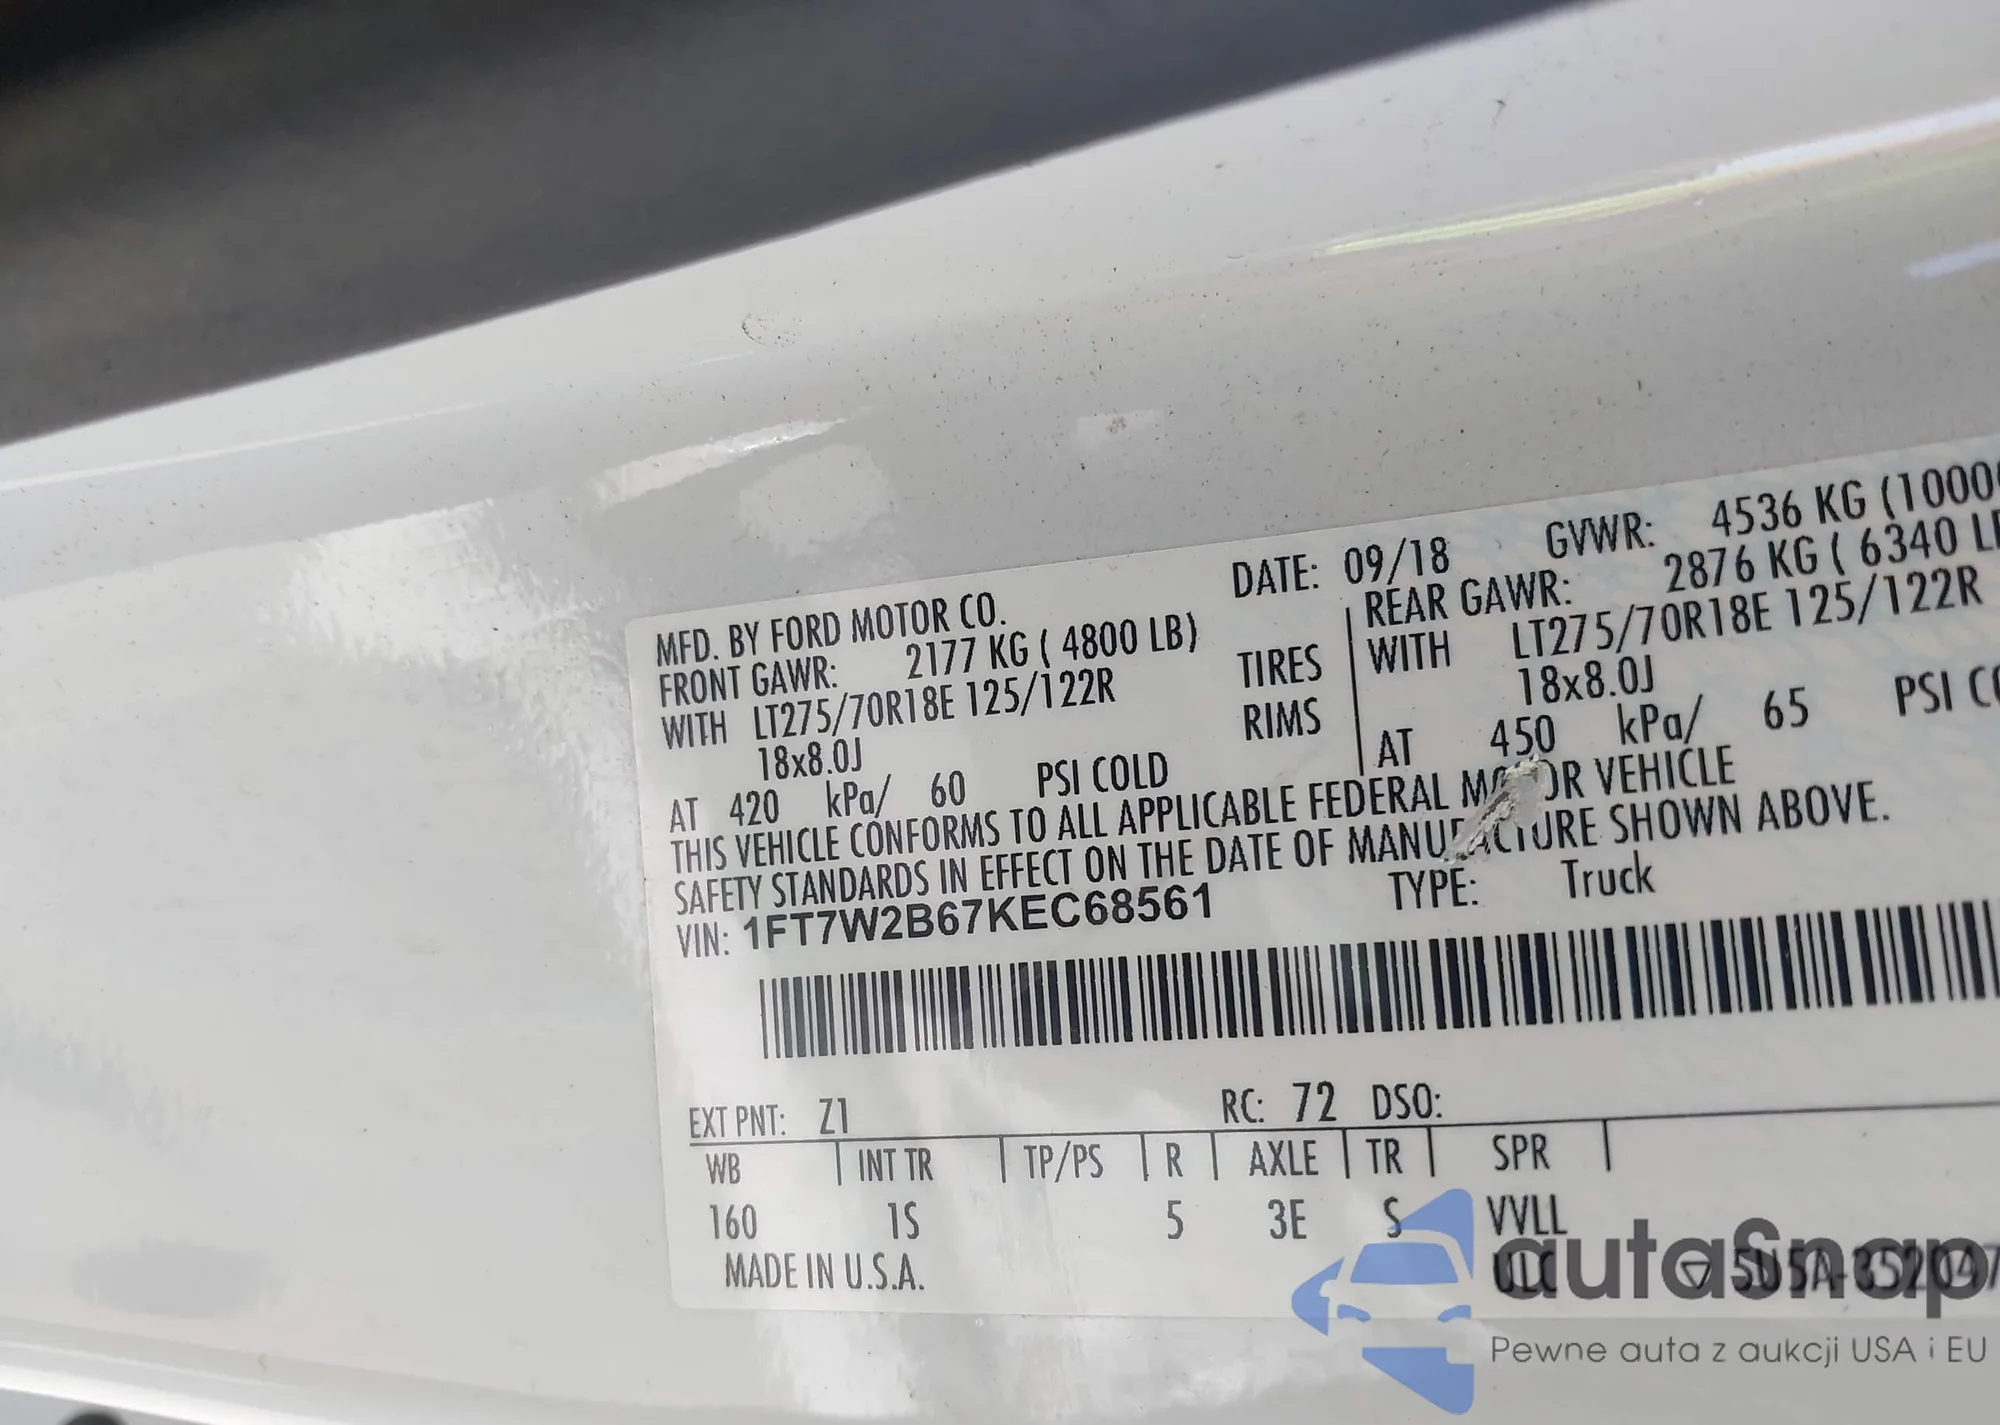 MFD. BY FORD MOTOR CO. DATE: 09/18 GVWR: 4536 KG (1000
FRONT GAWR: 2177 KG ( 4800 LB) REAR GAWR: 2876 KG ( 6340 L
WITH LT275/70R18E 125/122R TIRES WITH LT275/70R18E 125/122R
18x8.0J RIMS 18x8.0J
AT 420 kPa/ 60 PSI COLD AT 450 kPa/ 65 PSI C
THIS VEHICLE CONFORMS TO ALL APPLICABLE FEDERAL MOTOR VEHICLE
SAFETY STANDARDS IN EFFECT ON THE DATE OF MANUFACTURE SHOWN ABOVE.
VIN: 1FT7W2B67KEC68561 TYPE: Truck
EXT PNT: Z1 RC: 72 DSO:
WB INT TR TP/PS R AXLE TR SPR
160 1S 5 3E S VVLL
MADE IN U.S.A. ULC 5U5A-352047
autaSnap
Pewne auta z aukcji USA i EU